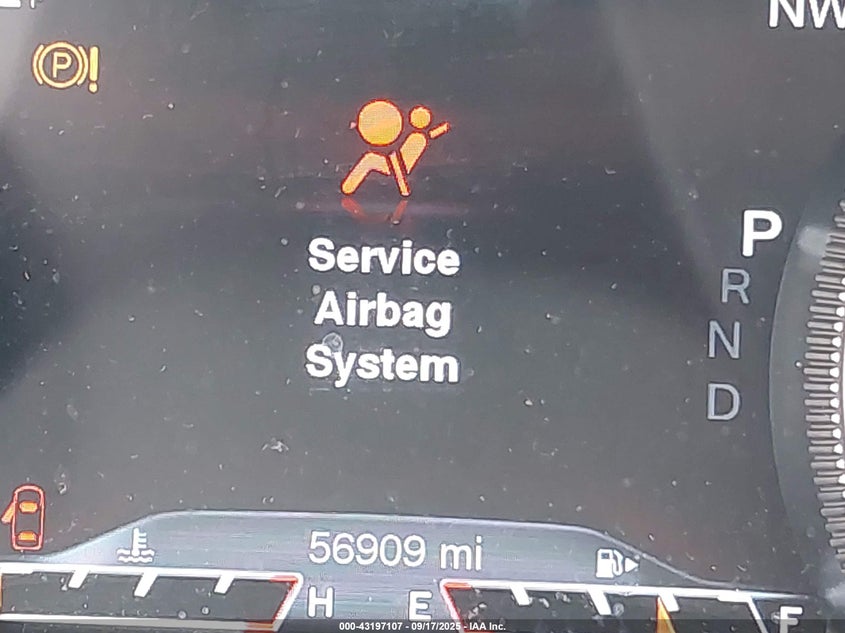 NW
P
Service
Airbag
System
P
R
N
D
56909 mi
H E F
000-43197107 - 09/17/2025 - IAA Inc.